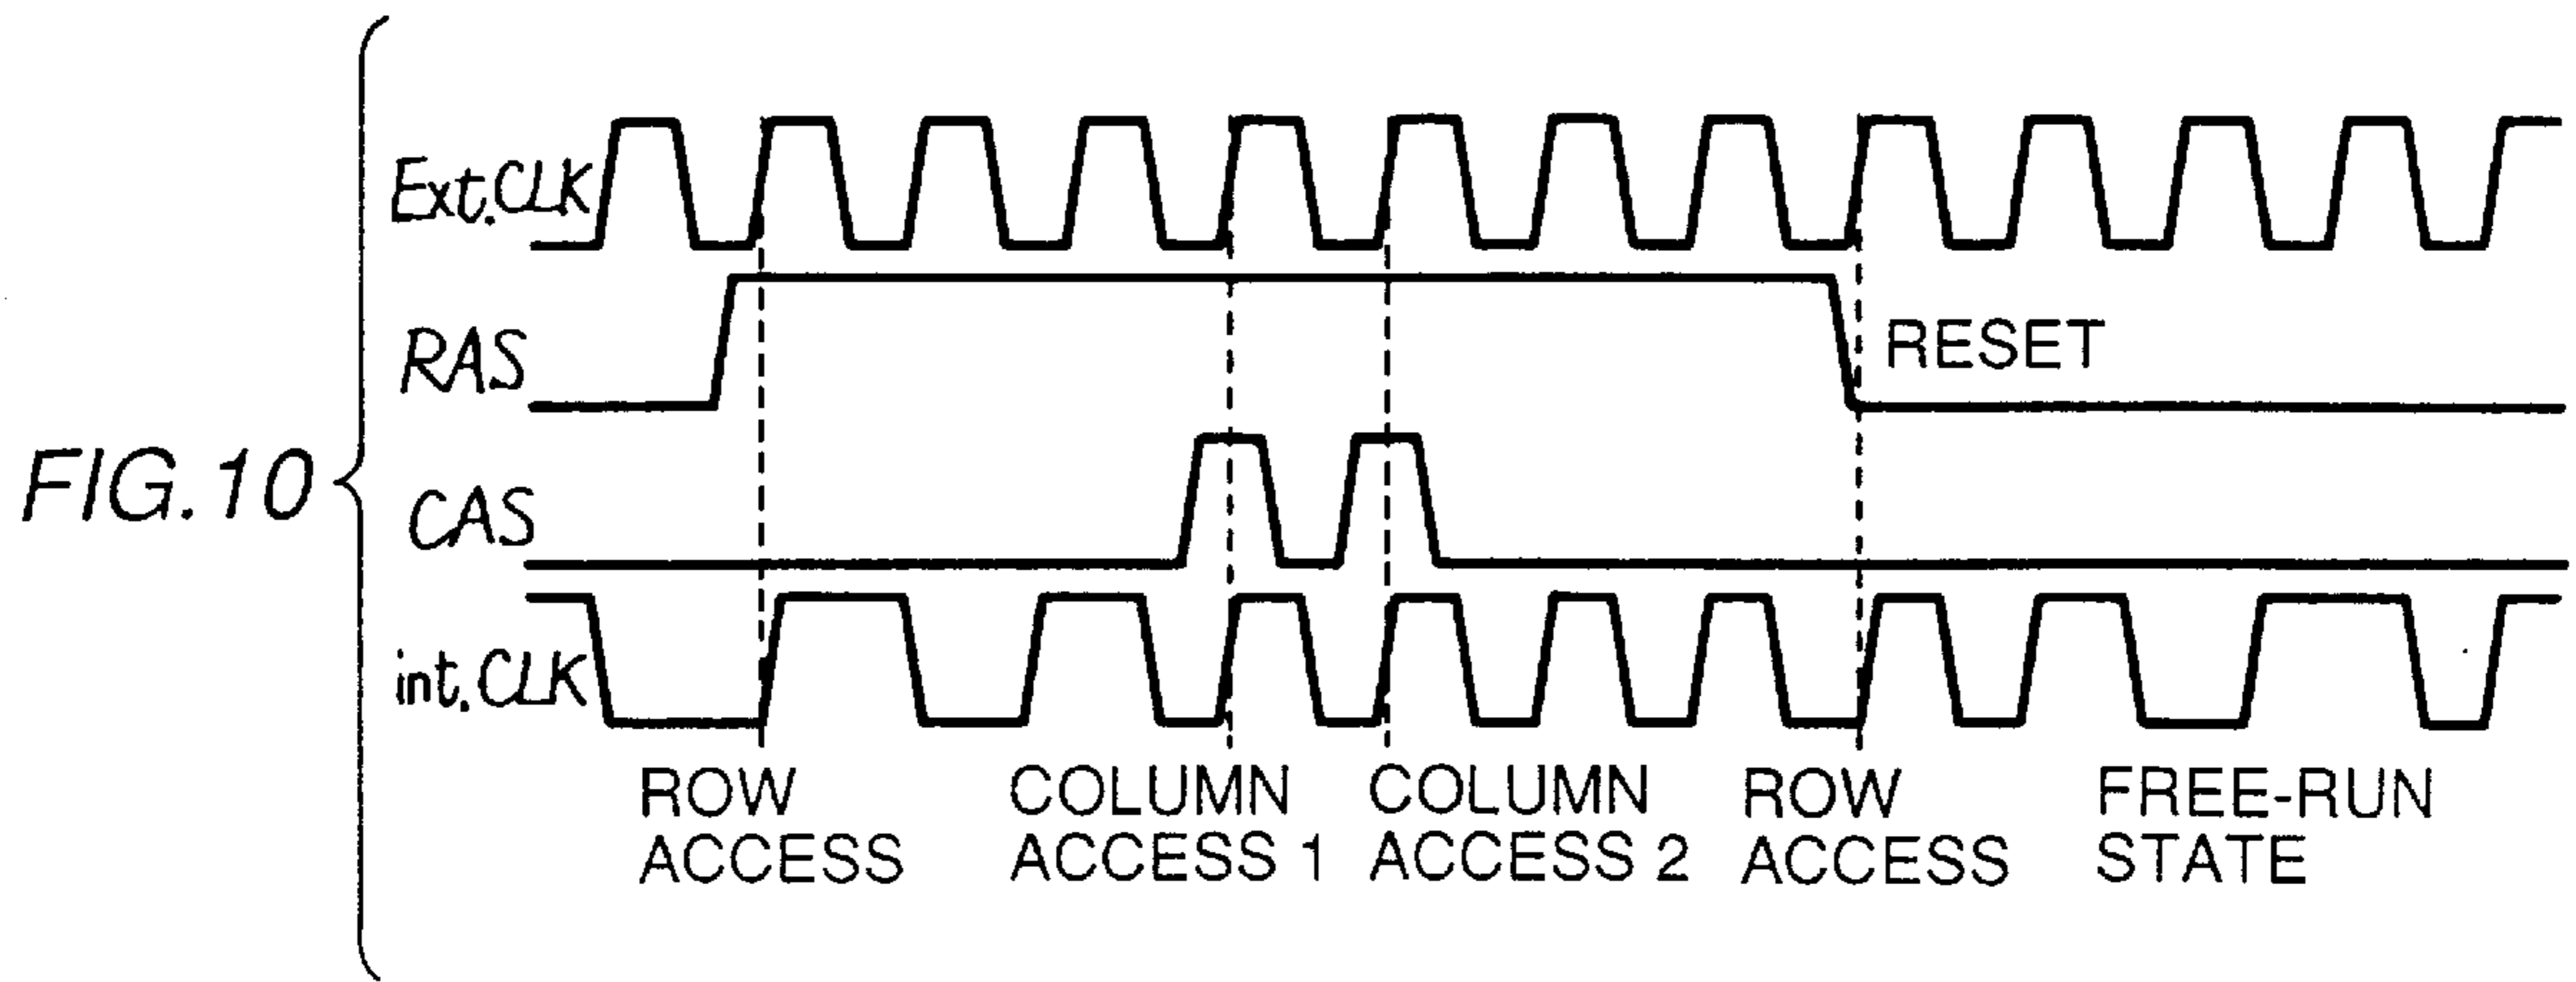 FIG. 10
Ext. CLK
RAS
RESET
CAS
int. CLK
ROW ACCESS
COLUMN ACCESS 1
COLUMN ACCESS 2
ROW ACCESS
FREE-RUN STATE